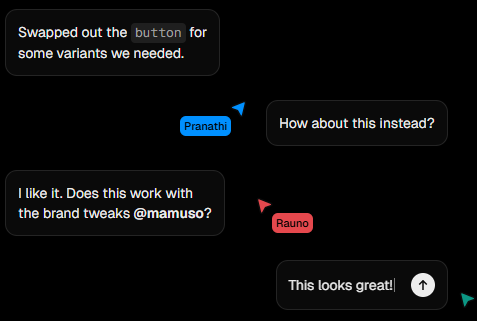 Swapped out the button for
some variants we needed.
Pranathi
How about this instead?
I like it. Does this work with
the brand tweaks @mamuso?
Rauno
This looks great!